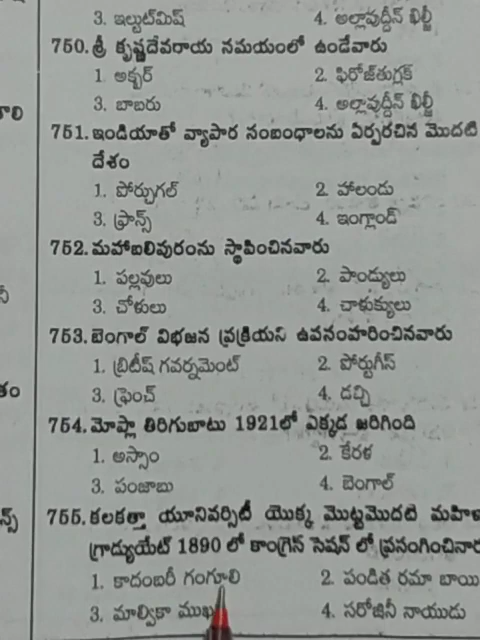 3. ఇల్టుట్‌మిష్ 4. అల్లావుద్దీన్ ఖిల్జీ
750. శ్రీ కృష్ణదేవరాయ సమయంలో ఉండేవారు
1. అక్బర్ 2. ఫిరోజ్‌తుగ్లక్
3. బాబరు 4. అల్లావుద్దీన్ ఖిల్జీ
751. ఇండియాతో వ్యాపార సంబంధాలను ఏర్పరచిన మొదటి
దేశం
1. పోర్చుగల్ 2. హాలండు
3. ఫ్రాన్స్ 4. ఇంగ్లాండ్
752. మహాబలిపురంను స్థాపించినవారు
1. పల్లవులు 2. పాండ్యులు
3. చోళులు 4. చాళుక్యులు
753. బెంగాల్ విభజన ప్రక్రియని ఉపసంహరించినవారు
1. బ్రిటీష్ గవర్నమెంట్ 2. పోర్టుగీస్
3. ఫ్రెంచ్ 4. డచ్చి
754. మోప్లా తిరిగుబాటు 1921లో ఎక్కడ జరిగింది
1. అస్సాం 2. కేరళ
3. పంజాబు 4. బెంగాల్
755. కలకత్తా యూనివర్సిటీ యొక్క మొట్టమొదటి
గ్రాడ్యుయేట్ 1890 లో కాంగ్రెస్ సెషన్ లో
1. కాదంబరీ గంగూలి 2. పండిత రమా బాయి
3. మాల్వికా 4. సరోజినీ నాయుడు